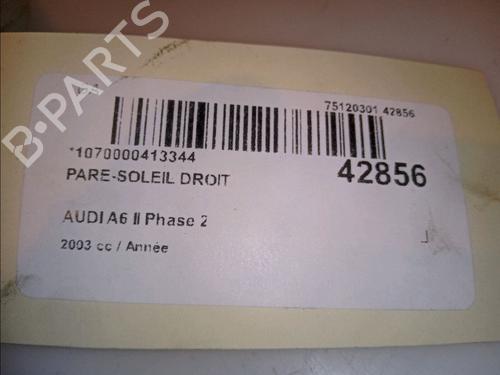 B-PARTS
75120301 42856
*1070000413344
42856
PARE-SOLEIL DROIT
AUDI A6 II Phase 2
2003 cc / Année